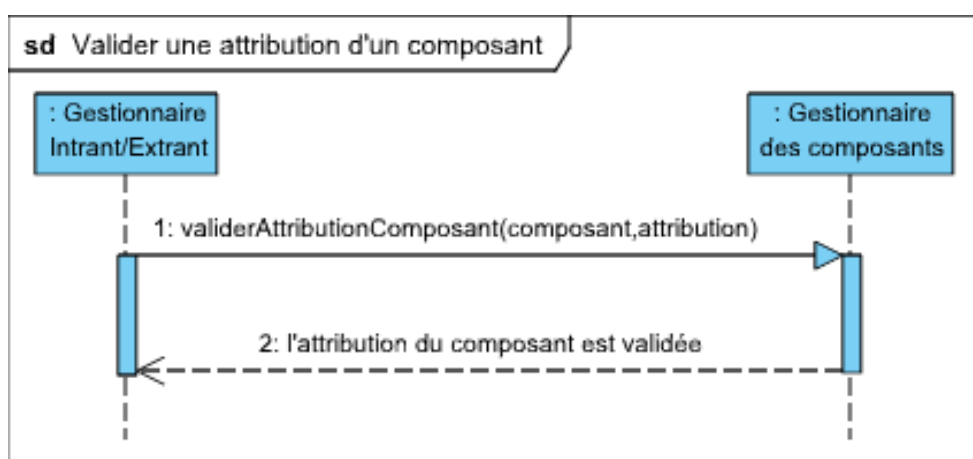 sd Valider une attribution d'un composant
: Gestionnaire
Intrant/Extrant
: Gestionnaire
des composants
1: validerAttributionComposant(composant,attribution)
2: l'attribution du composant est validée